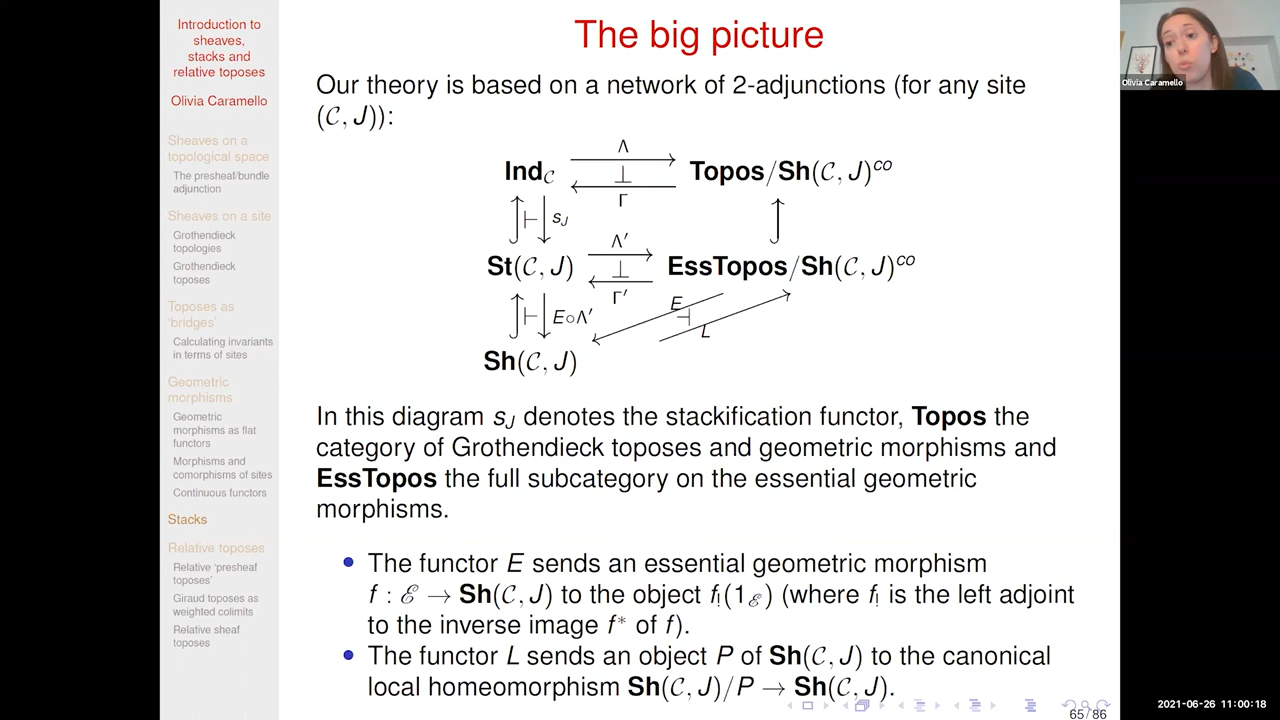 Introduction to
sheaves,
stacks and
relative toposes
Olivia Caramello
Sheaves on a
topological space
The presheaf/bundle
adjunction
Sheaves on a site
Grothendieck
topologies
Grothendieck
toposes
Toposes as
‘bridges’
Calculating invariants
in terms of sites
Geometric
morphisms
Geometric
morphisms as flat
functors
Morphisms and
comorphisms of sites
Continuous functors
Stacks
Relative toposes
Relative ‘presheaf
toposes’
Giraud toposes as
weighted colimits
Relative sheaf
toposes
The big picture
Our theory is based on a network of 2-adjunctions (for any site
(𝒞, J)):
Λ
Ind𝒞 ⊥ Topos/Sh(𝒞, J)^co
Γ
⊢ s_J
Λ′
St(𝒞, J) ⊥ EssTopos/Sh(𝒞, J)^co
Γ′
E
⊢ E∘Λ′ ⊣
L
Sh(𝒞, J)
In this diagram s_J denotes the stackification functor, Topos the
category of Grothendieck toposes and geometric morphisms and
EssTopos the full subcategory on the essential geometric
morphisms.
The functor E sends an essential geometric morphism
f : ℰ → Sh(𝒞, J) to the object f_!(1_ℰ) (where f_! is the left adjoint
to the inverse image f* of f).
The functor L sends an object P of Sh(𝒞, J) to the canonical
local homeomorphism Sh(𝒞, J)/P → Sh(𝒞, J).
65/86
Olivia Caramello
2021-06-26 11:00:18